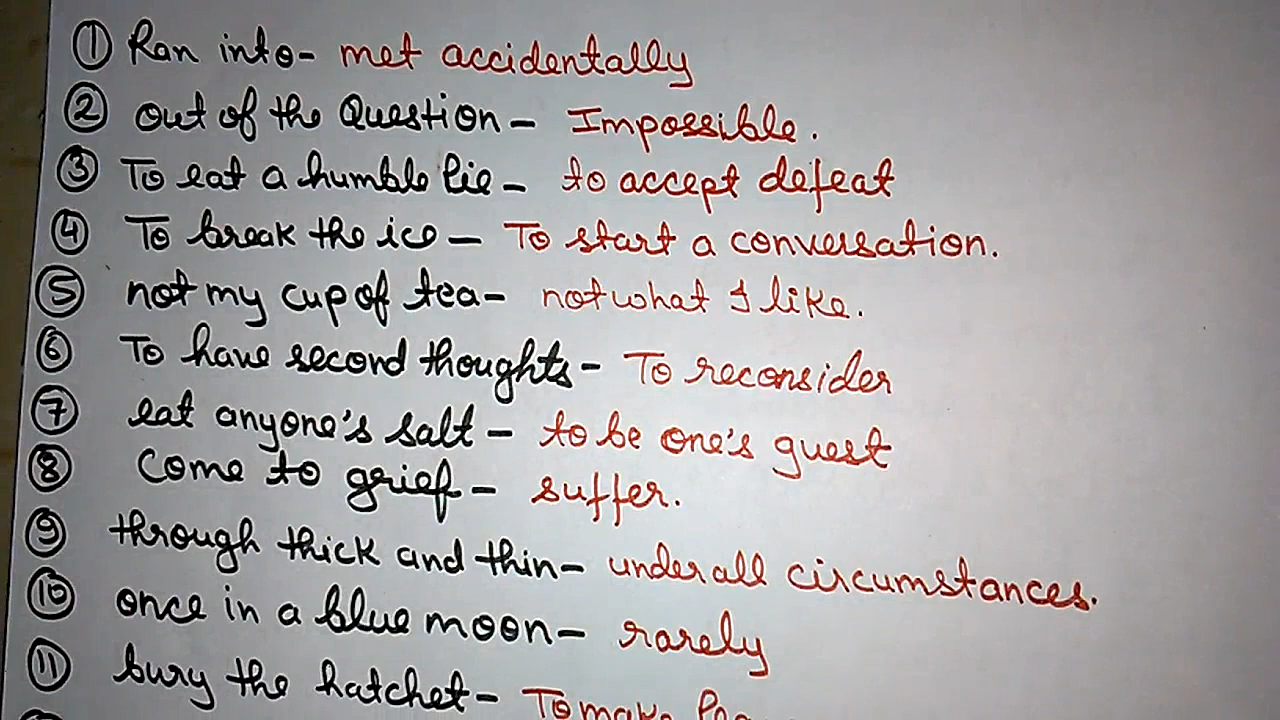 ① Ran into- met accidentally
② out of the Question- Impossible.
③ To eat a humble Pie- to accept defeat
④ To break the ice- To start a conversation.
⑤ not my cup of tea- not what I like.
⑥ To have second thoughts- To reconsider
⑦ eat anyone's salt- to be one's guest
⑧ Come to grief- suffer.
⑨ through thick and thin- under all circumstances.
⑩ once in a blue moon- rarely
⑪ bury the hatchet- To make